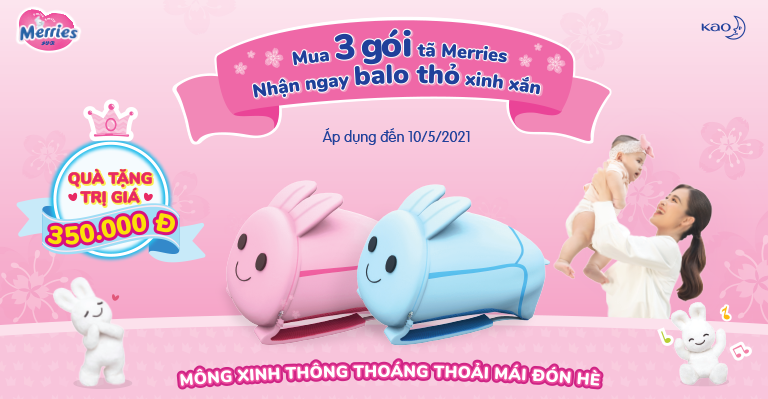 Merries
Kao
Mua 3 gói tã Merries
Nhận ngay balo thỏ xinh xắn
Áp dụng đến 10/5/2021
QUÀ TẶNG
TRỊ GIÁ
350.000 Đ
MÔNG XINH THÔNG THOÁNG THOẢI MÁI ĐÓN HÈ